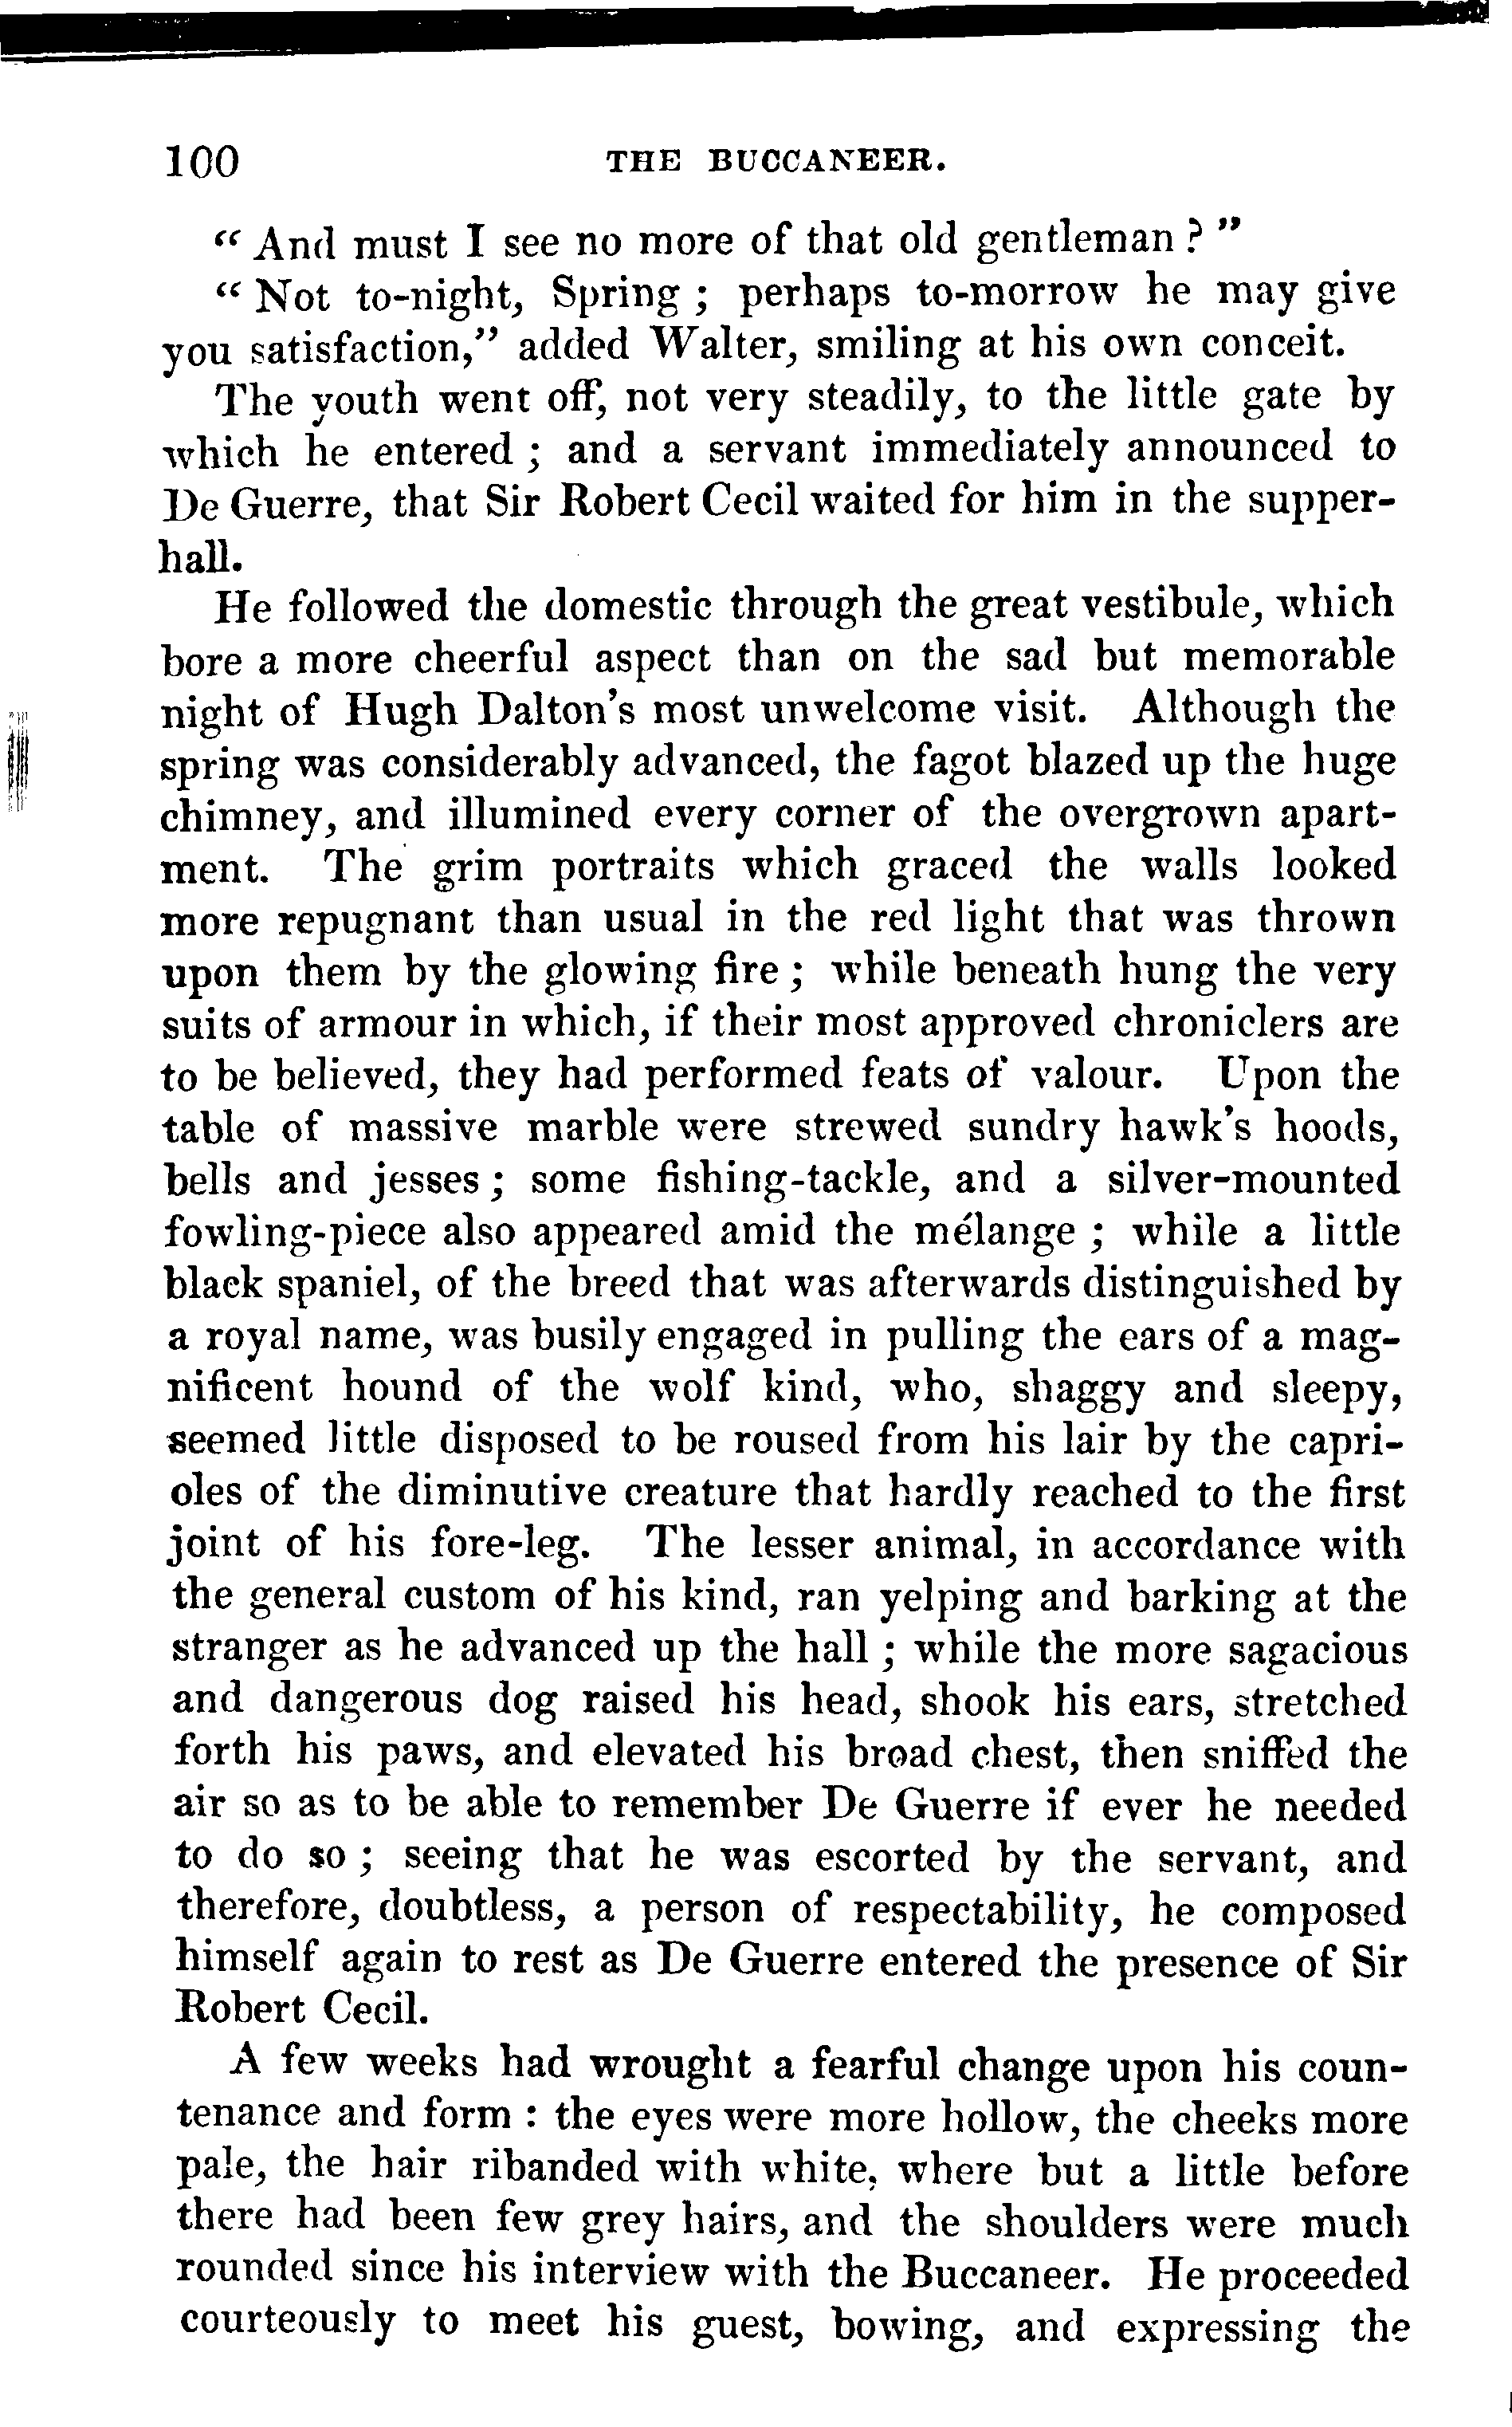 100 THE BUCCANEER.
“ And must I see no more of that old gentleman ? ”
“ Not to-night, Spring ; perhaps to-morrow he may give
you satisfaction,” added Walter, smiling at his own conceit.
The youth went off, not very steadily, to the little gate by
which he entered ; and a servant immediately announced to
De Guerre, that Sir Robert Cecil waited for him in the supper-
hall.
He followed the domestic through the great vestibule, which
bore a more cheerful aspect than on the sad but memorable
night of Hugh Dalton's most unwelcome visit. Although the
spring was considerably advanced, the fagot blazed up the huge
chimney, and illumined every corner of the overgrown apart-
ment. The grim portraits which graced the walls looked
more repugnant than usual in the red light that was thrown
upon them by the glowing fire ; while beneath hung the very
suits of armour in which, if their most approved chroniclers are
to be believed, they had performed feats of valour. Upon the
table of massive marble were strewed sundry hawk's hoods,
bells and jesses ; some fishing-tackle, and a silver-mounted
fowling-piece also appeared amid the mélange ; while a little
black spaniel, of the breed that was afterwards distinguished by
a royal name, was busily engaged in pulling the ears of a mag-
nificent hound of the wolf kind, who, shaggy and sleepy,
seemed little disposed to be roused from his lair by the capri-
oles of the diminutive creature that hardly reached to the first
joint of his fore-leg. The lesser animal, in accordance with
the general custom of his kind, ran yelping and barking at the
stranger as he advanced up the hall ; while the more sagacious
and dangerous dog raised his head, shook his ears, stretched
forth his paws, and elevated his broad chest, then sniffed the
air so as to be able to remember De Guerre if ever he needed
to do so ; seeing that he was escorted by the servant, and
therefore, doubtless, a person of respectability, he composed
himself again to rest as De Guerre entered the presence of Sir
Robert Cecil.
A few weeks had wrought a fearful change upon his coun-
tenance and form : the eyes were more hollow, the cheeks more
pale, the hair ribanded with white, where but a little before
there had been few grey hairs, and the shoulders were much
rounded since his interview with the Buccaneer. He proceeded
courteously to meet his guest, bowing, and expressing the